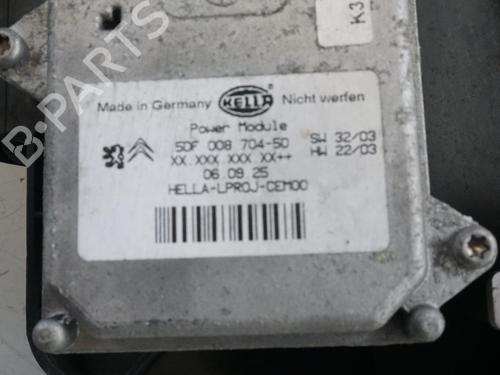 B-PARTS
K3
Made in Germany HELLA Nicht werfen
Power Module
5DF 008 704-50 SW 32/03
XX.XXX.XXX.XX++ HW 22/03
06.09.25
HELLA-LPROJ-CEM00